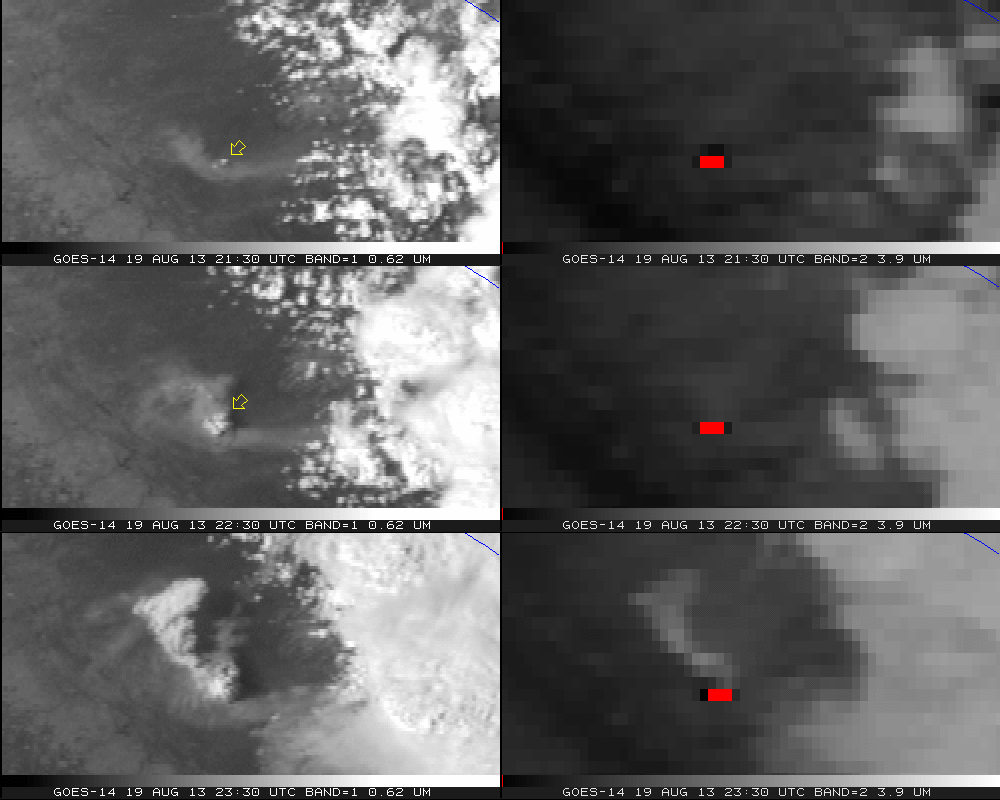 GOES-14 19 AUG 13 21:30 UTC BAND=1 0.62 UM
GOES-14 19 AUG 13 21:30 UTC BAND=2 3.9 UM
GOES-14 19 AUG 13 22:30 UTC BAND=1 0.62 UM
GOES-14 19 AUG 13 22:30 UTC BAND=2 3.9 UM
GOES-14 19 AUG 13 23:30 UTC BAND=1 0.62 UM
GOES-14 19 AUG 13 23:30 UTC BAND=2 3.9 UM